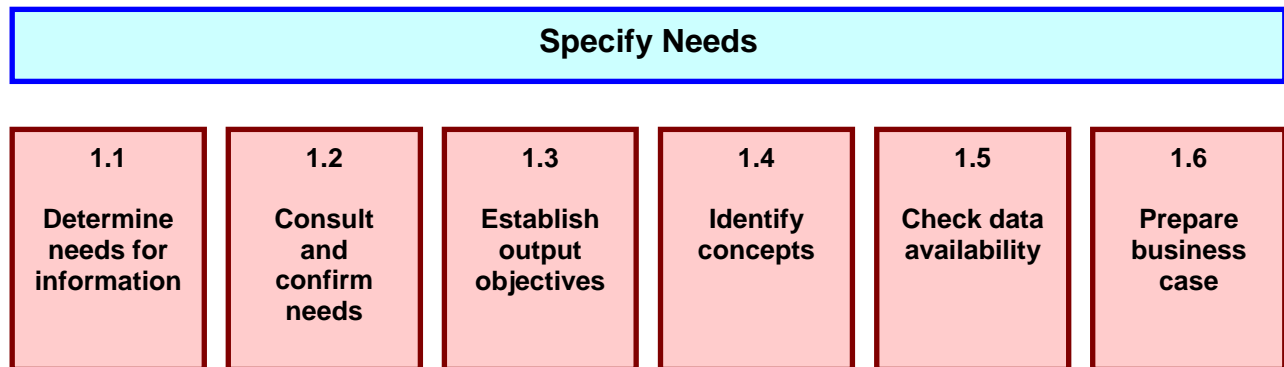 Specify Needs
1.1
Determine
needs for
information
1.2
Consult
and
confirm
needs
1.3
Establish
output
objectives
1.4
Identify
concepts
1.5
Check data
availability
1.6
Prepare
business
case